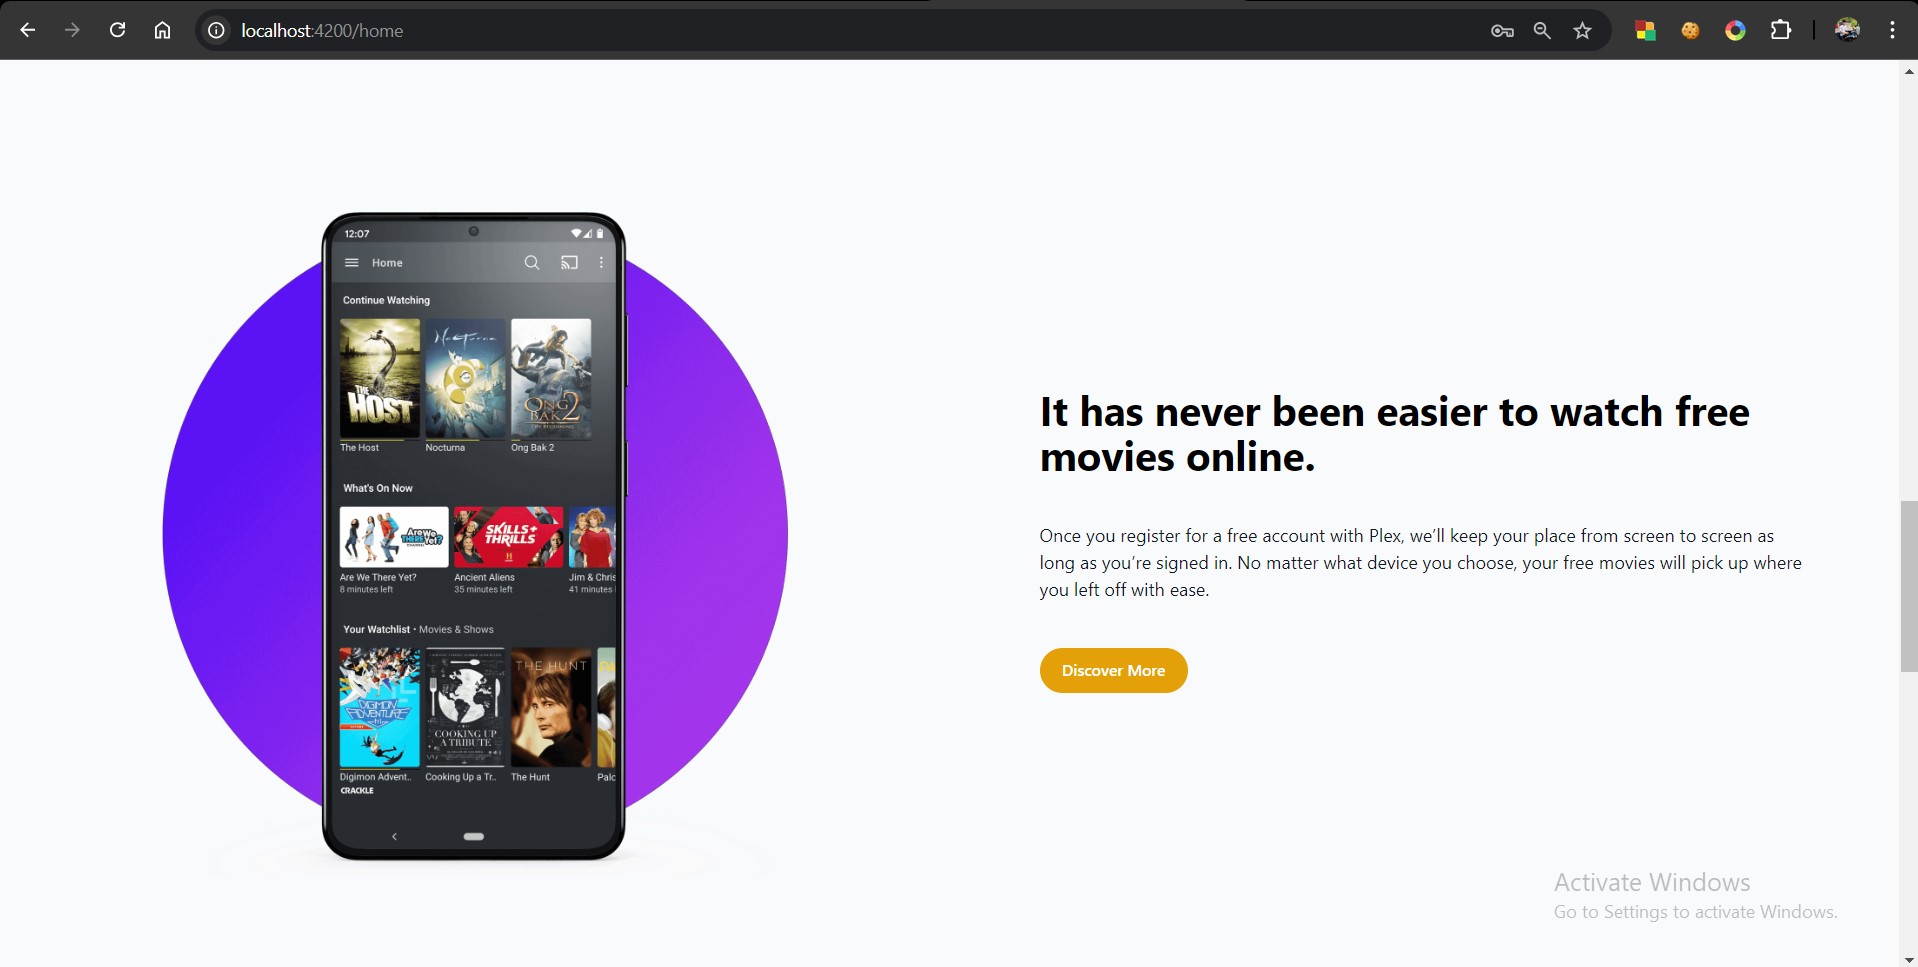 localhost:4200/home
12:07
Home
Continue Watching
THE HOST
Nocturna
ONG BAK 2
THE BEGINNING
The Host
Nocturna
Ong Bak 2
What's On Now
Are We THERE Yet?
CHANNEL
SKILLS+ THRILLS
H
Are We There Yet?
8 minutes left
Ancient Aliens
35 minutes left
Jim & Chris
41 minutes
Your Watchlist • Movies & Shows
DIGIMON ADVENTURE
COOKING UP A TRIBUTE
THE HUNT
Digimon Advent..
Cooking Up a Tr..
The Hunt
Palo
CRACKLE
It has never been easier to watch free
movies online.
Once you register for a free account with Plex, we’ll keep your place from screen to screen as
long as you’re signed in. No matter what device you choose, your free movies will pick up where
you left off with ease.
Discover More
Activate Windows
Go to Settings to activate Windows.